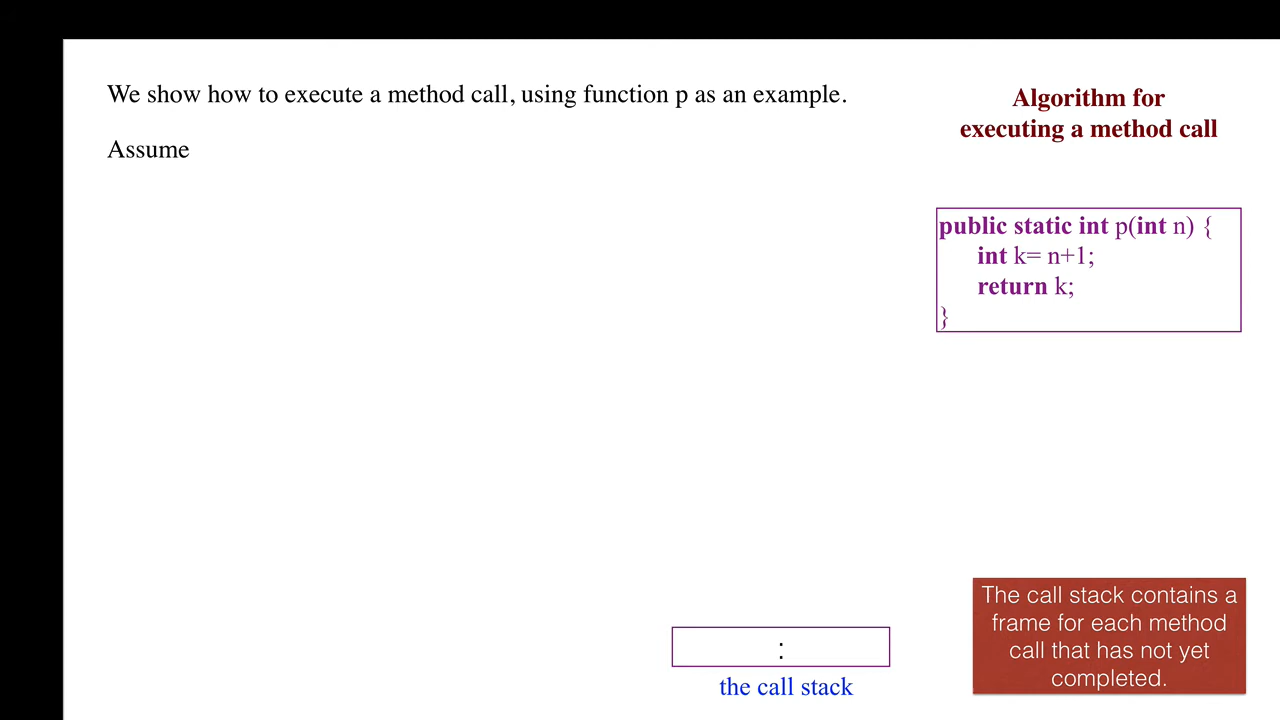 We show how to execute a method call, using function p as an example.
Assume
Algorithm for
executing a method call
public static int p(int n) {
int k= n+1;
return k;
}
:
the call stack
The call stack contains a
frame for each method
call that has not yet
completed.